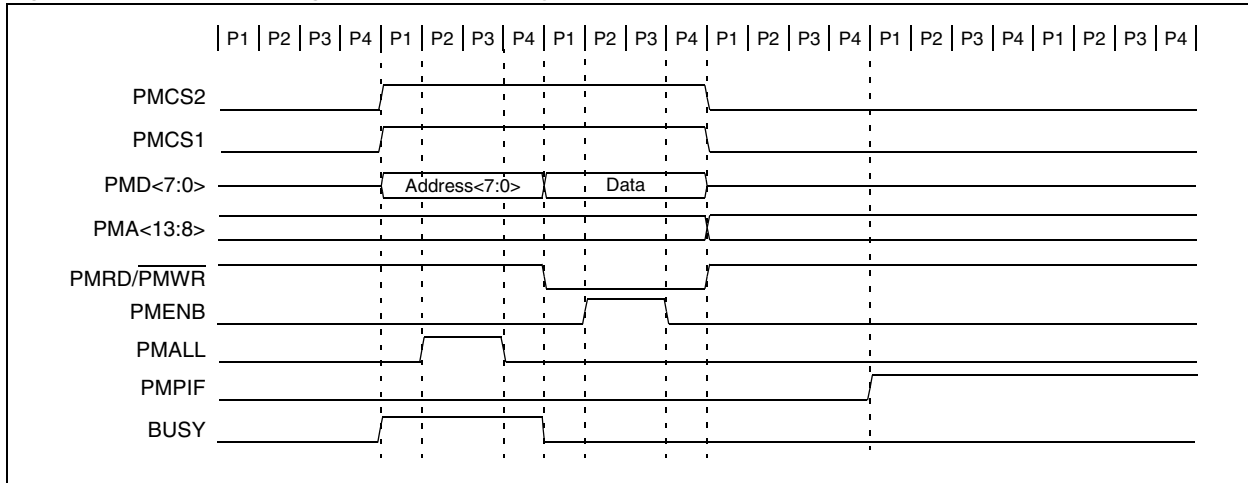 | P1 | P2 | P3 | P4 | P1 | P2 | P3 | P4 | P1 | P2 | P3 | P4 | P1 | P2 | P3 | P4 | P1 | P2 | P3 | P4 | P1 | P2 | P3 | P4 |
PMCS2
PMCS1
PMD<7:0> Address<7:0> Data
PMA<13:8>
PMRD/PMWR
PMENB
PMALL
PMPIF
BUSY